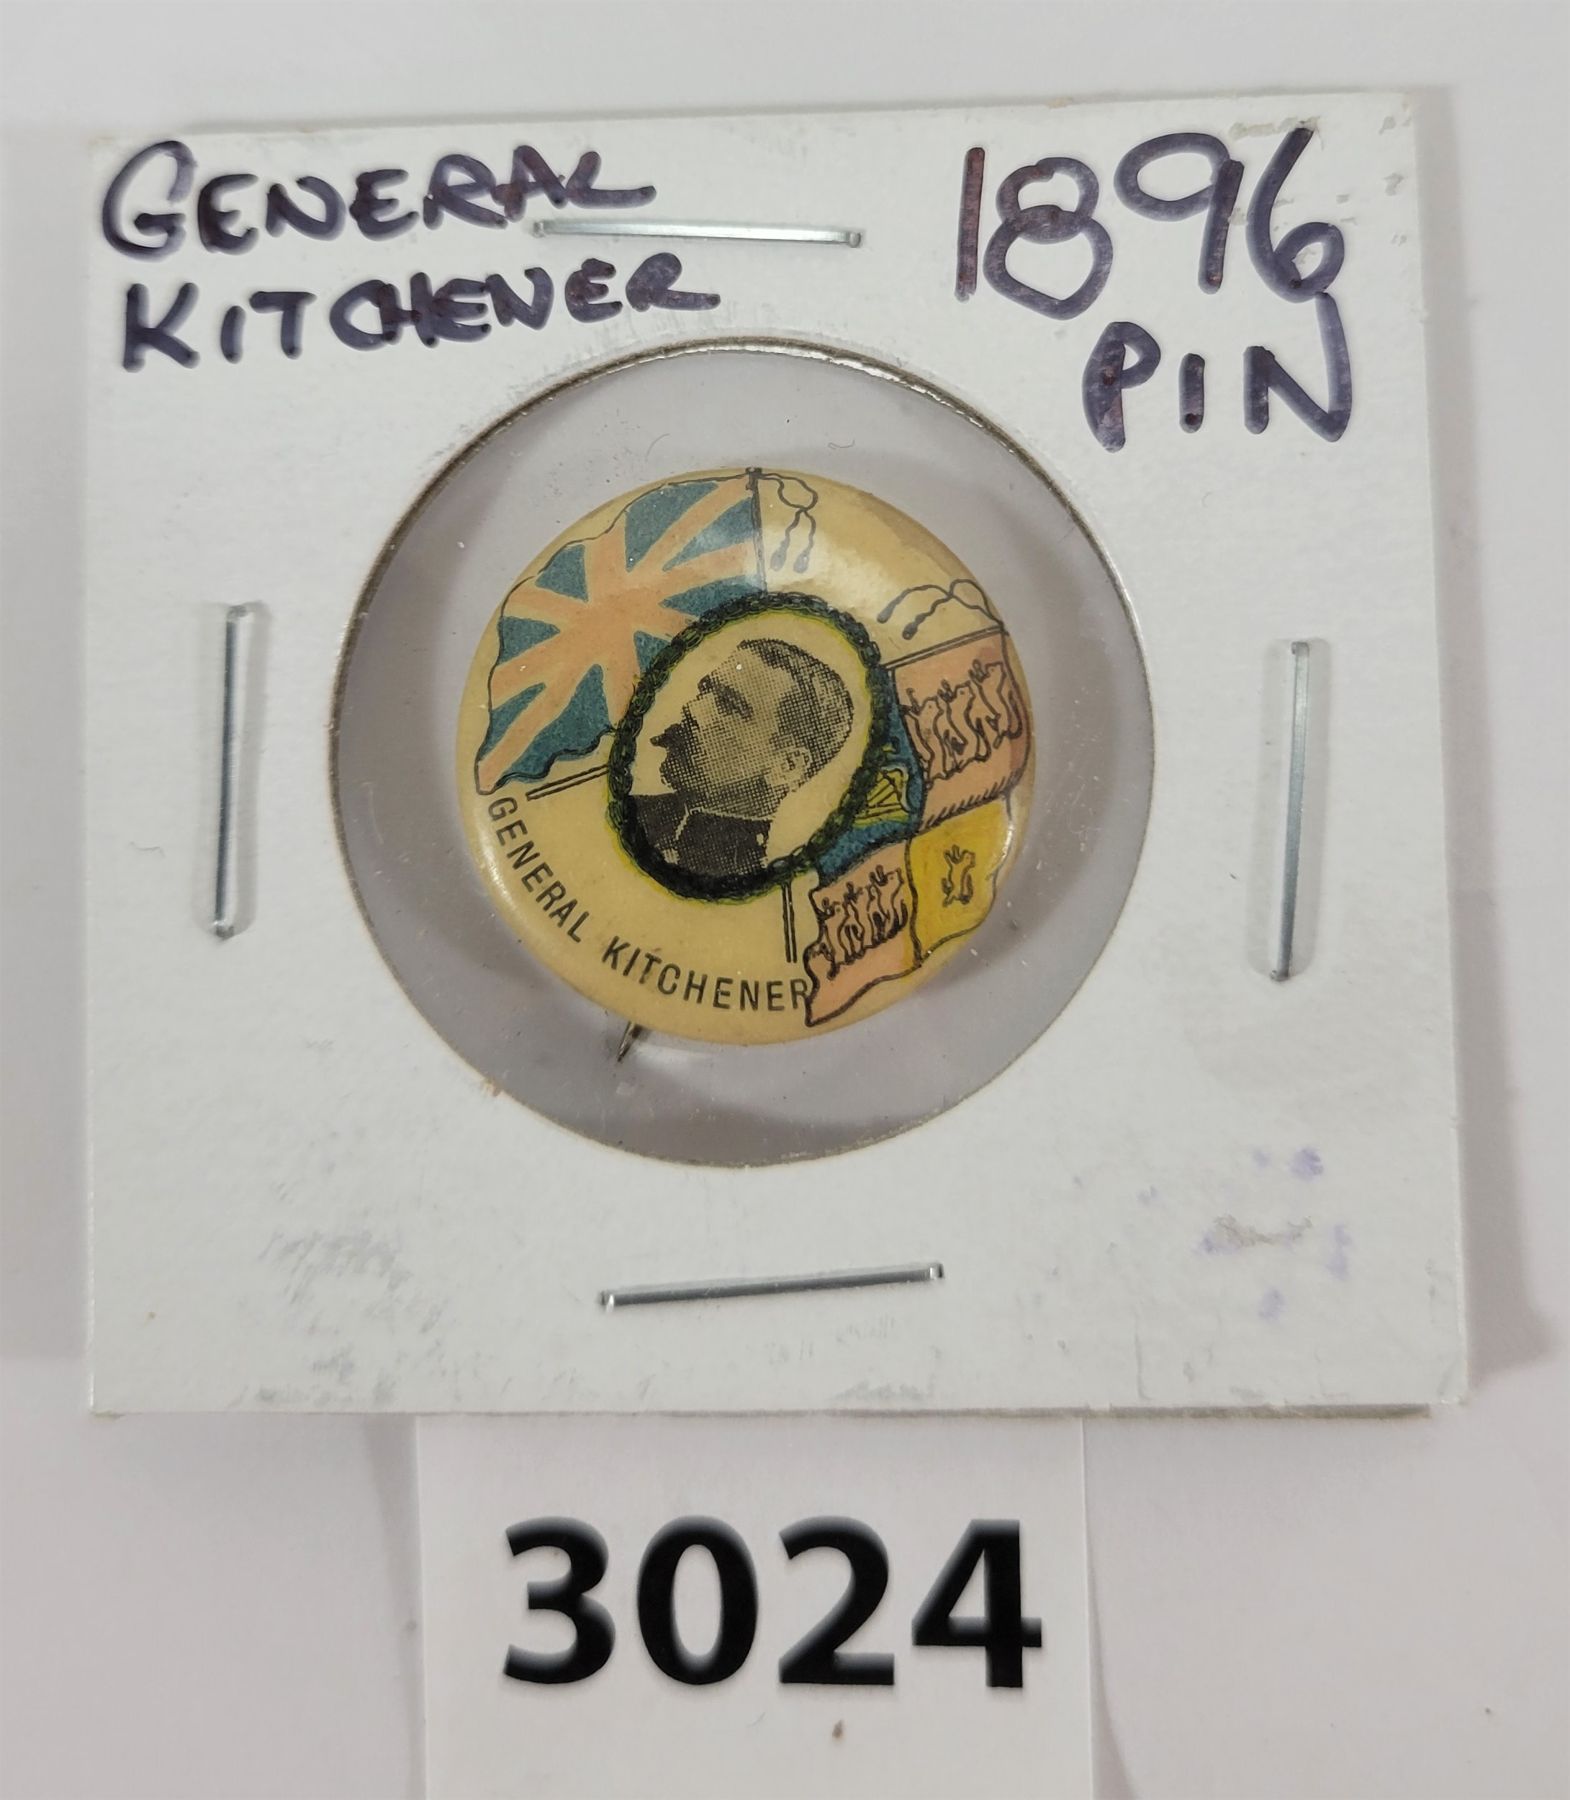 GENERAL
KITCHENER
1896
PIN
GENERAL KITCHENER
3024